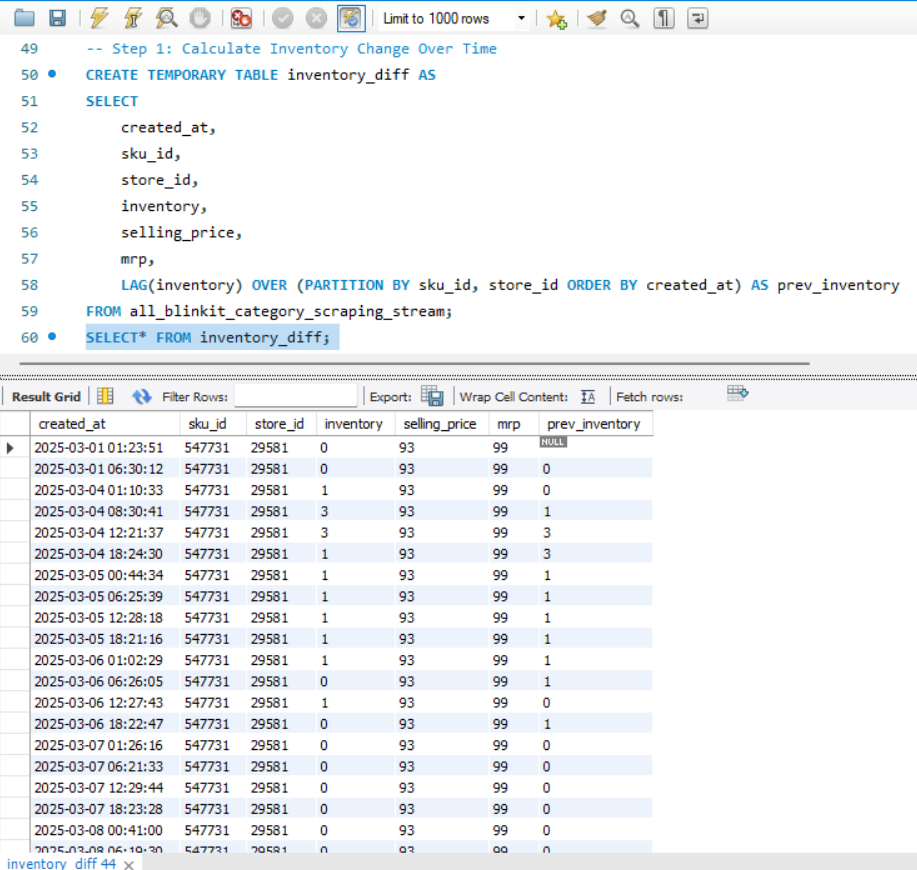 Limit to 1000 rows
49 -- Step 1: Calculate Inventory Change Over Time
50 CREATE TEMPORARY TABLE inventory_diff AS
51 SELECT
52 created_at,
53 sku_id,
54 store_id,
55 inventory,
56 selling_price,
57 mrp,
58 LAG(inventory) OVER (PARTITION BY sku_id, store_id ORDER BY created_at) AS prev_inventory
59 FROM all_blinkit_category_scraping_stream;
60 SELECT* FROM inventory_diff;
Result Grid Filter Rows: Export: Wrap Cell Content: IA Fetch rows:
created_at sku_id store_id inventory selling_price mrp prev_inventory
2025-03-01 01:23:51 547731 29581 0 93 99 NULL
2025-03-01 06:30:12 547731 29581 0 93 99 0
2025-03-04 01:10:33 547731 29581 1 93 99 0
2025-03-04 08:30:41 547731 29581 3 93 99 1
2025-03-04 12:21:37 547731 29581 3 93 99 3
2025-03-04 18:24:30 547731 29581 1 93 99 3
2025-03-05 00:44:34 547731 29581 1 93 99 1
2025-03-05 06:25:39 547731 29581 1 93 99 1
2025-03-05 12:28:18 547731 29581 1 93 99 1
2025-03-05 18:21:16 547731 29581 1 93 99 1
2025-03-06 01:02:29 547731 29581 1 93 99 1
2025-03-06 06:26:05 547731 29581 0 93 99 1
2025-03-06 12:27:43 547731 29581 1 93 99 0
2025-03-06 18:22:47 547731 29581 0 93 99 1
2025-03-07 01:26:16 547731 29581 0 93 99 0
2025-03-07 06:21:33 547731 29581 0 93 99 0
2025-03-07 12:29:44 547731 29581 0 93 99 0
2025-03-07 18:23:28 547731 29581 0 93 99 0
2025-03-08 00:41:00 547731 29581 0 93 99 0
2025-03-08 06:19:30 547731 29581 0 93 99 0
inventory_diff 44